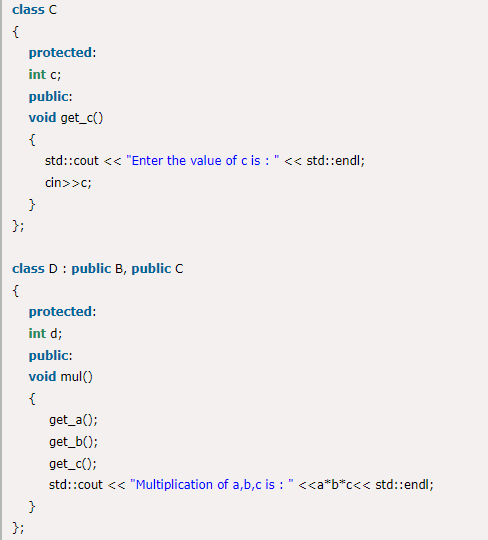 class C
{
protected:
int c;
public:
void get_c()
{
std::cout << "Enter the value of c is : " << std::endl;
cin>>c;
}
};
class D : public B, public C
{
protected:
int d;
public:
void mul()
{
get_a();
get_b();
get_c();
std::cout << "Multiplication of a,b,c is : " <<a*b*c<< std::endl;
}
};